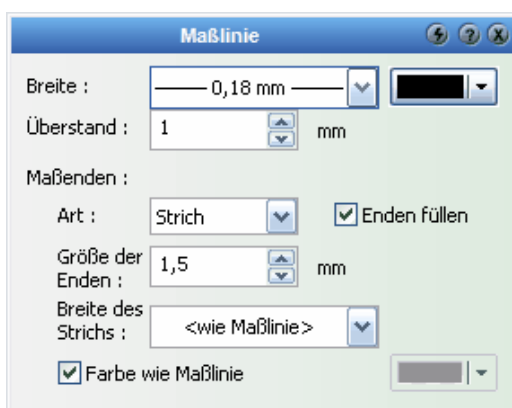 Maßlinie
Breite : 0,18 mm
Überstand : 1 mm
Maßenden :
Art : Strich Enden füllen
Größe der
Enden : 1,5 mm
Breite des
Strichs : <wie Maßlinie>
Farbe wie Maßlinie